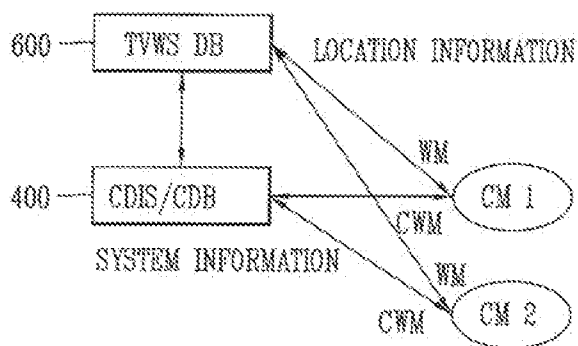 600
TVWS DB
LOCATION INFORMATION
WM
400
CDIS/CDB
CM 1
CWM
SYSTEM INFORMATION
WM
CWM
CM 2